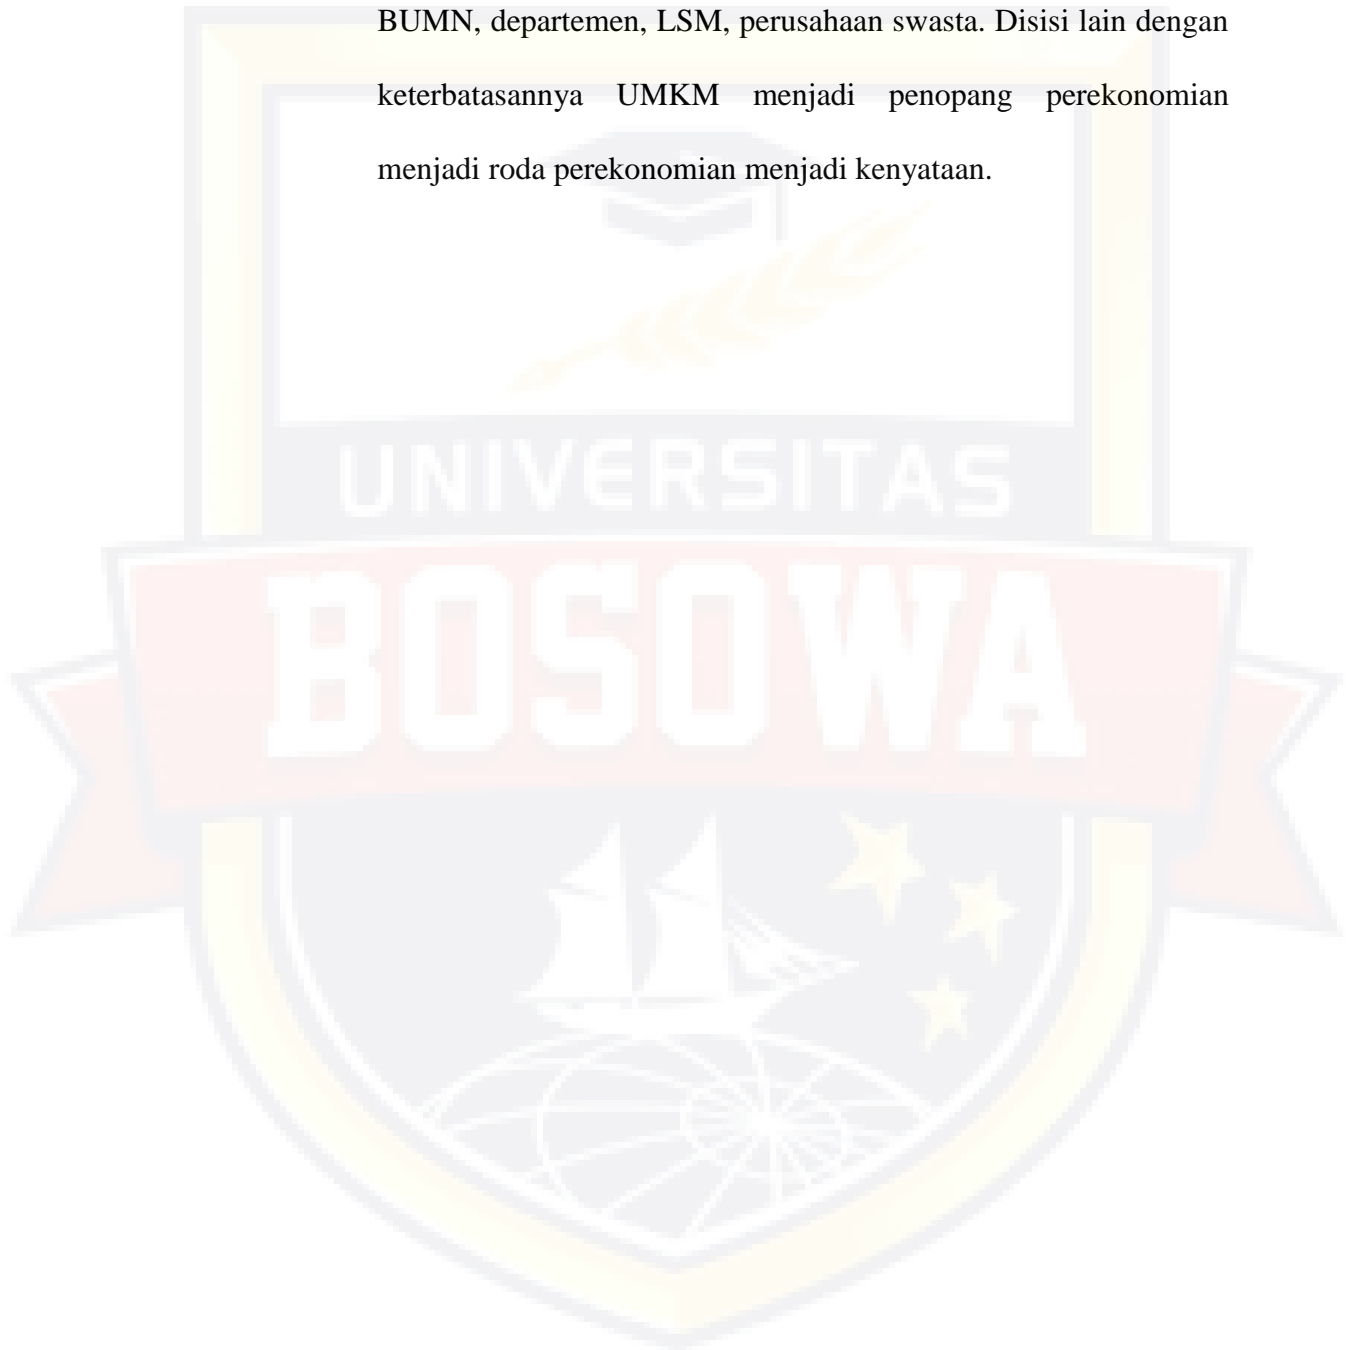 BUMN, departemen, LSM, perusahaan swasta. Disisi lain dengan
keterbatasannya UMKM menjadi penopang perekonomian
menjadi roda perekonomian menjadi kenyataan.
UNIVERSITAS
BOSOWA